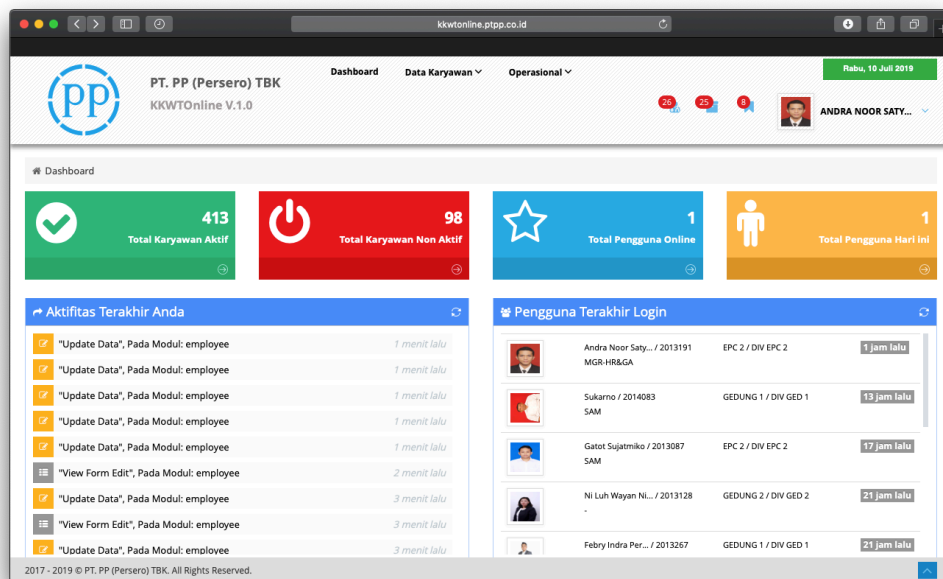 kkwtonline.ptpp.co.id
PP
PT. PP (Persero) TBK
KKWTOnline V.1.0
Dashboard
Data Karyawan
Operasional
Rabu, 10 Juli 2019
26
25
8
ANDRA NOOR SATY...
Dashboard
413
Total Karyawan Aktif
98
Total Karyawan Non Aktif
1
Total Pengguna Online
1
Total Pengguna Hari ini
Aktifitas Terakhir Anda
"Update Data", Pada Modul: employee 1 menit lalu
"Update Data", Pada Modul: employee 1 menit lalu
"Update Data", Pada Modul: employee 1 menit lalu
"Update Data", Pada Modul: employee 1 menit lalu
"Update Data", Pada Modul: employee 1 menit lalu
"View Form Edit", Pada Modul: employee 2 menit lalu
"Update Data", Pada Modul: employee 3 menit lalu
"View Form Edit", Pada Modul: employee 3 menit lalu
"Update Data", Pada Modul: employee 3 menit lalu
Pengguna Terakhir Login
Andra Noor Saty... / 2013191 EPC 2 / DIV EPC 2 1 jam lalu
MGR-HR&GA
Sukarno / 2014083 GEDUNG 1 / DIV GED 1 13 jam lalu
SAM
Gatot Sujatmiko / 2013087 EPC 2 / DIV EPC 2 17 jam lalu
SAM
Ni Luh Wayan Ni... / 2013128 GEDUNG 2 / DIV GED 2 21 jam lalu
-
Febry Indra Per... / 2013267 GEDUNG 1 / DIV GED 1 21 jam lalu
2017 - 2019 © PT. PP (Persero) TBK. All Rights Reserved.